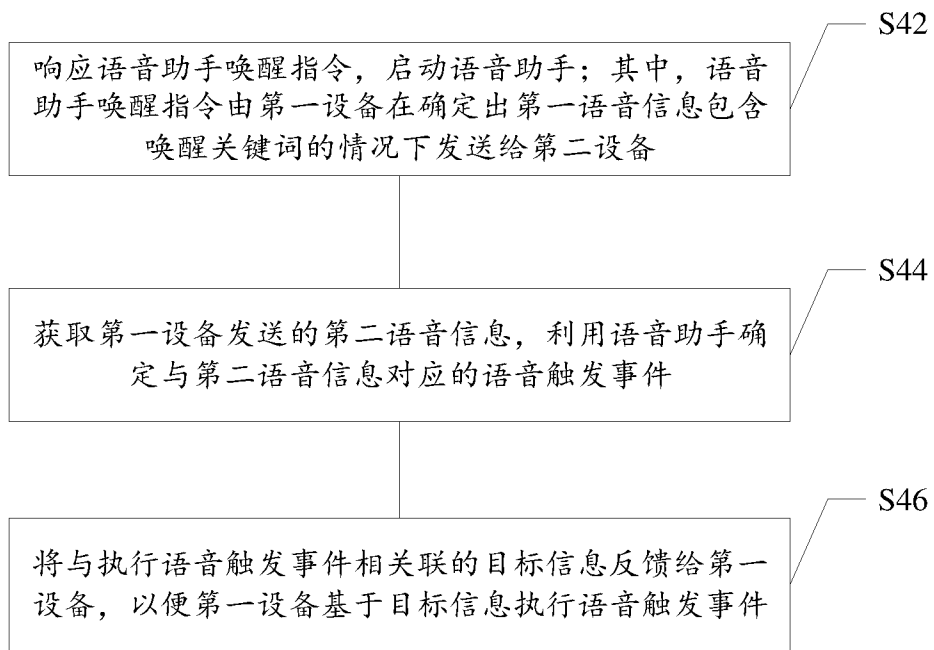 S42
响应语音助手唤醒指令，启动语音助手；其中，语音
助手唤醒指令由第一设备在确定出第一语音信息包含
唤醒关键词的情况下发送给第二设备
S44
获取第一设备发送的第二语音信息，利用语音助手确
定与第二语音信息对应的语音触发事件
S46
将与执行语音触发事件相关联的目标信息反馈给第一
设备，以便第一设备基于目标信息执行语音触发事件